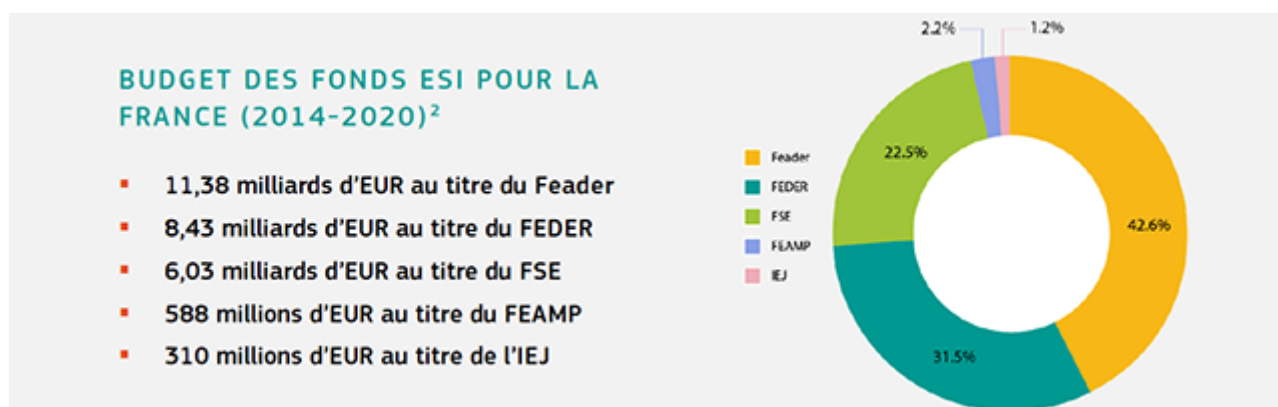 BUDGET DES FONDS ESI POUR LA
FRANCE (2014-2020)²
▪ 11,38 milliards d'EUR au titre du Feader
▪ 8,43 milliards d'EUR au titre du FEDER
▪ 6,03 milliards d'EUR au titre du FSE
▪ 588 millions d'EUR au titre du FEAMP
▪ 310 millions d'EUR au titre de l'IEJ
2.2%
1.2%
Feader
FEDER
FSE
FEAMP
IEJ
22.5%
42.6%
31.5%